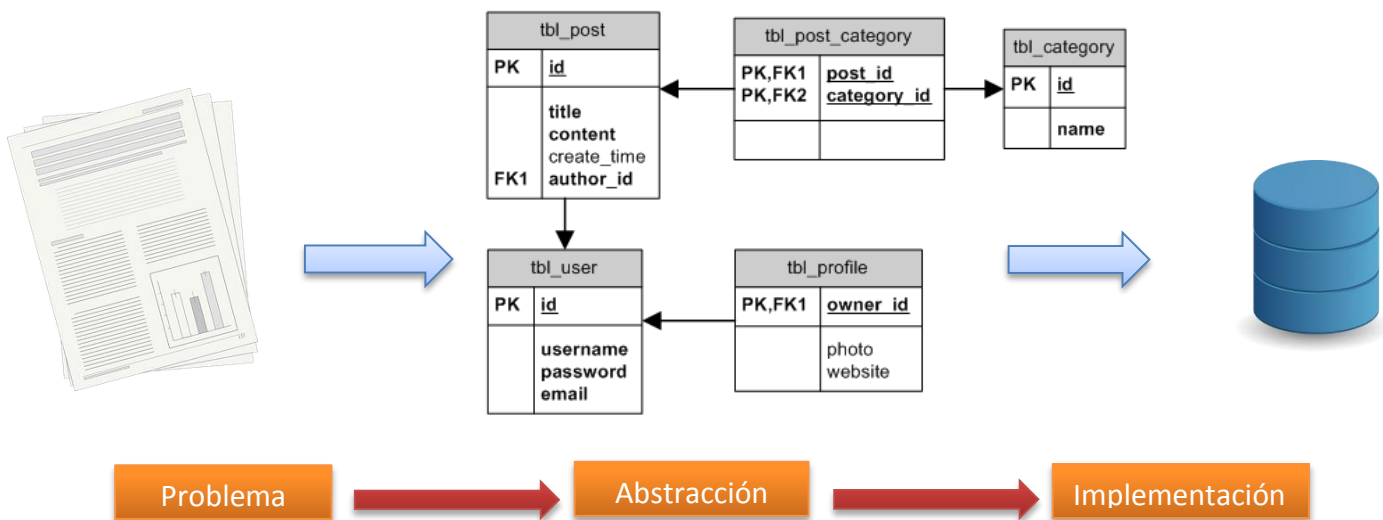 tbl_post
PK id
title
content
create_time
FK1 author_id
tbl_post_category
PK,FK1 post_id
PK,FK2 category_id
tbl_category
PK id
name
tbl_user
PK id
username
password
email
tbl_profile
PK,FK1 owner_id
photo
website
Problema
Abstracción
Implementación